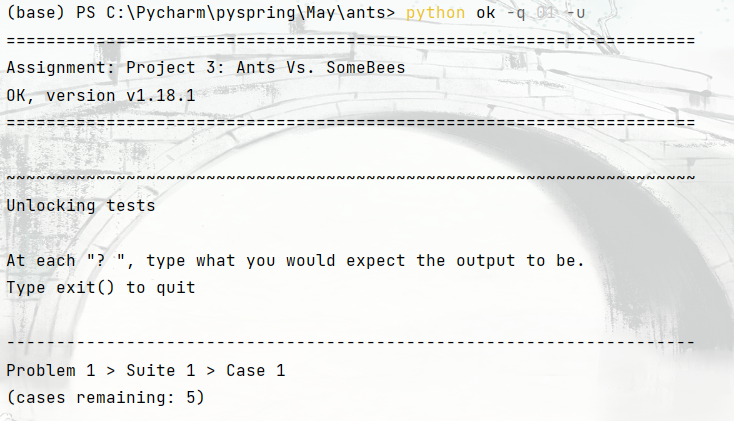 (base) PS C:\Pycharm\pyspring\May\ants> python ok -q 01 -u
=====================================================================
Assignment: Project 3: Ants Vs. SomeBees
OK, version v1.18.1
=====================================================================
~~~~~~~~~~~~~~~~~~~~~~~~~~~~~~~~~~~~~~~~~~~~~~~~~~~~~~~~~~~~~~~~~~~~~
Unlocking tests
At each "? ", type what you would expect the output to be.
Type exit() to quit
---------------------------------------------------------------------
Problem 1 > Suite 1 > Case 1
(cases remaining: 5)